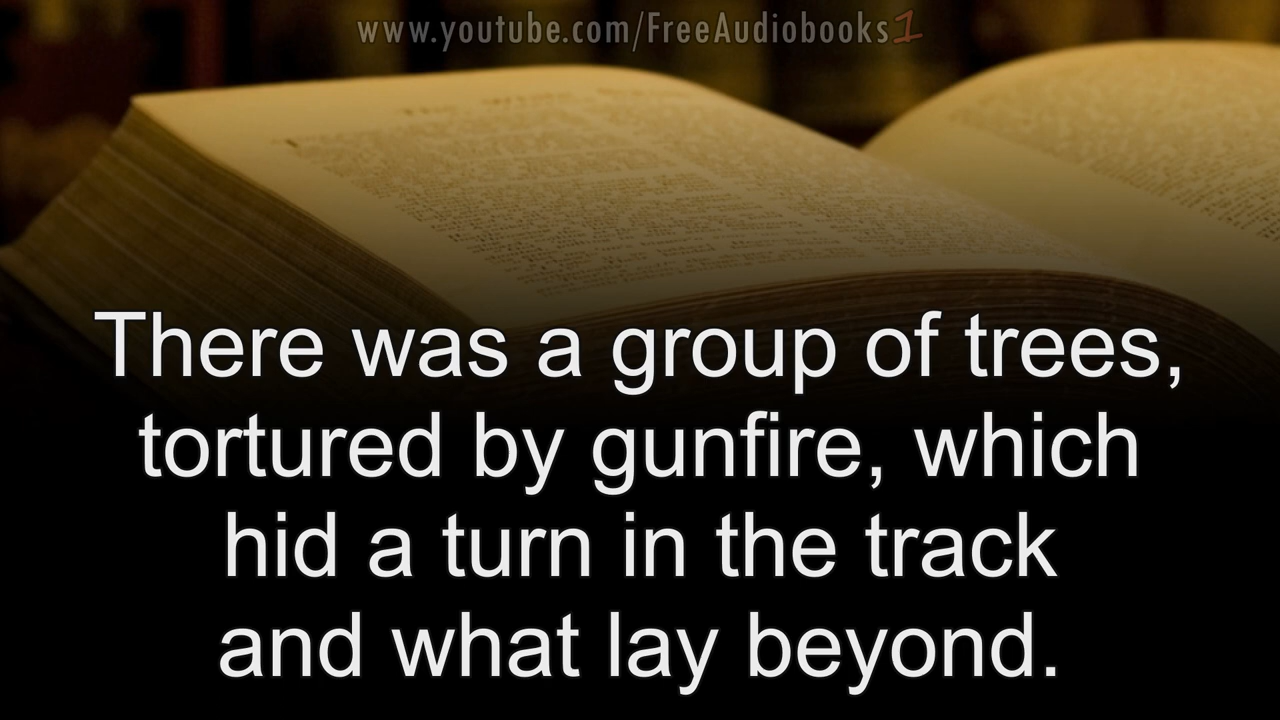 www.youtube.com/FreeAudiobooks1
There was a group of trees,
tortured by gunfire, which
hid a turn in the track
and what lay beyond.